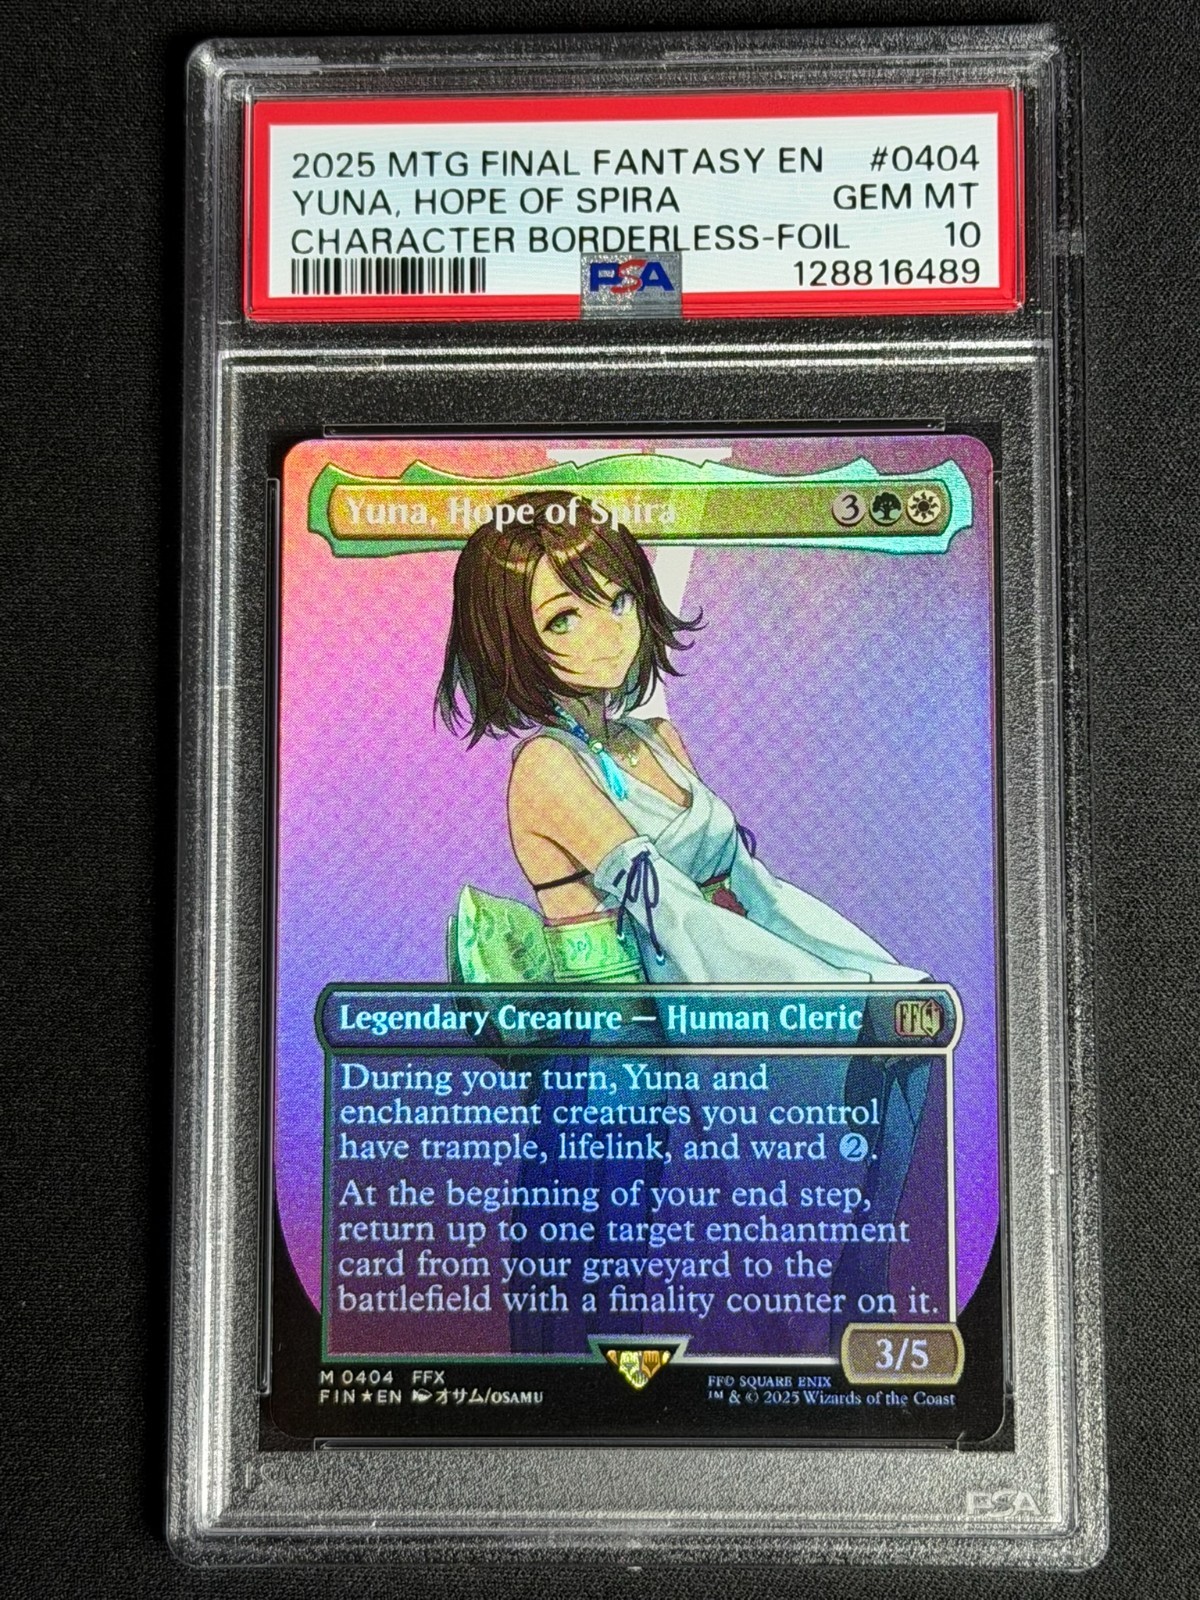 2025 MTG FINAL FANTASY EN #0404
YUNA, HOPE OF SPIRA GEM MT
CHARACTER BORDERLESS-FOIL 10
PSA 128816489
Yuna, Hope of Spira 3
Legendary Creature — Human Cleric
During your turn, Yuna and
enchantment creatures you control
have trample, lifelink, and ward 2.
At the beginning of your end step,
return up to one target enchantment
card from your graveyard to the
battlefield with a finality counter on it.
3/5
M 0404 FFX
FIN★EN オサム/OSAMU
FF© SQUARE ENIX
™ & © 2025 Wizards of the Coast
PSA